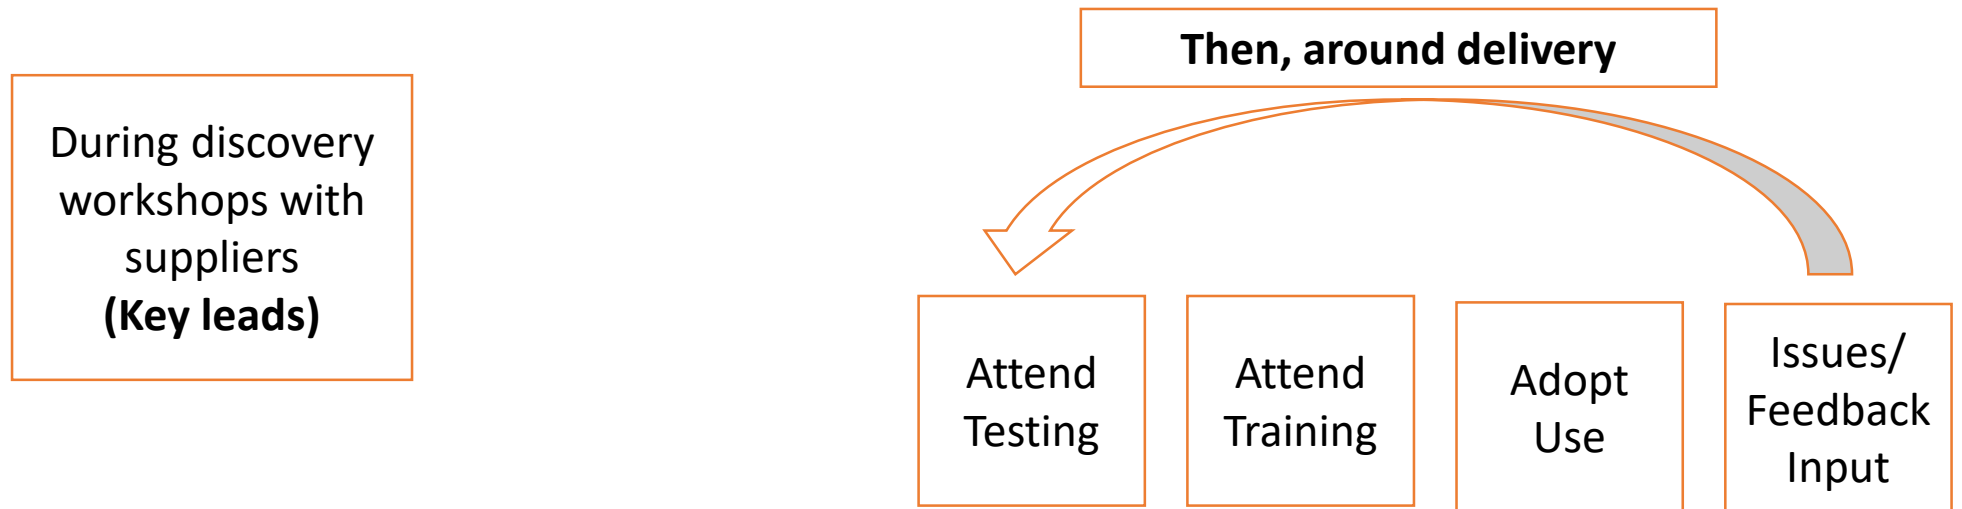 During discovery
workshops with
suppliers
(Key leads)
Then, around delivery
Attend
Testing
Attend
Training
Adopt
Use
Issues/
Feedback
Input